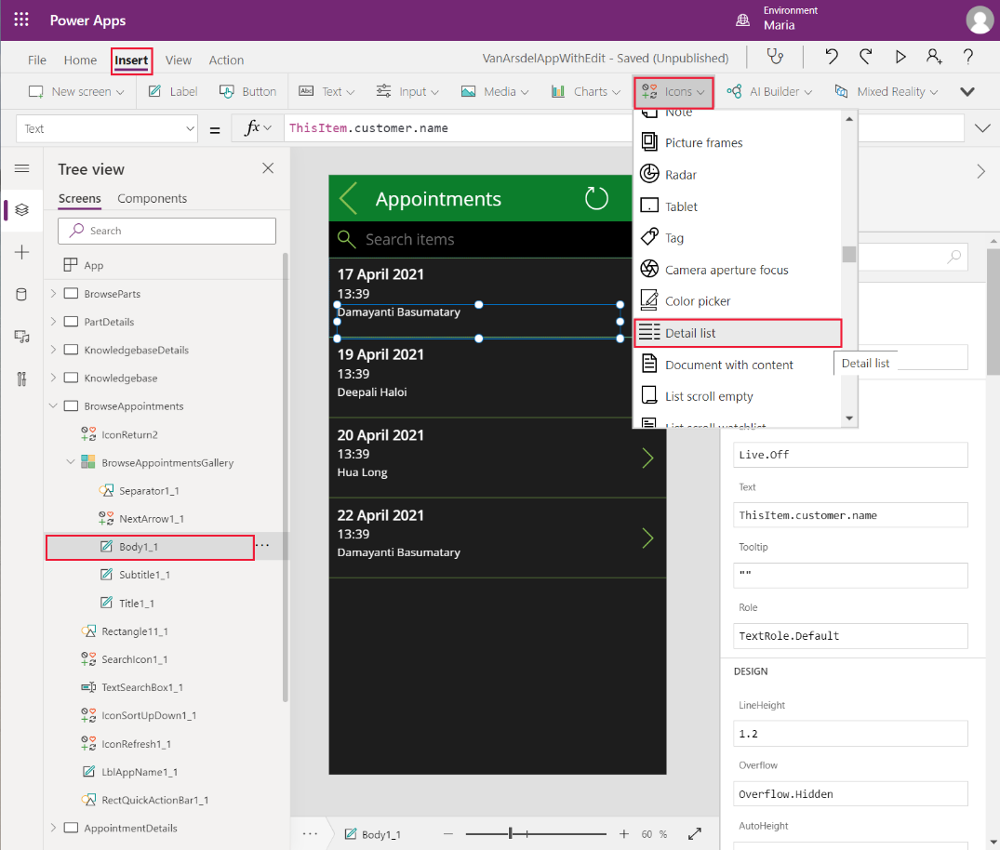 Power Apps
Environment
Maria
File Home Insert View Action
VanArsdelAppWithEdit - Saved (Unpublished)
New screen Label Button Text Input Media Charts Icons AI Builder Mixed Reality
Text
= fx ThisItem.customer.name
Tree view
Screens Components
Search
App
BrowseParts
PartDetails
KnowledgebaseDetails
Knowledgebase
BrowseAppointments
IconReturn2
BrowseAppointmentsGallery
Separator1_1
NextArrow1_1
Body1_1 ...
Subtitle1_1
Title1_1
Rectangle11_1
SearchIcon1_1
TextSearchBox1_1
IconSortUpDown1_1
IconRefresh1_1
LblAppName1_1
RectQuickActionBar1_1
AppointmentDetails
Appointments
Search items
17 April 2021
13:39
Damayanti Basumatary
19 April 2021
13:39
Deepali Haloi
20 April 2021
13:39
Hua Long
22 April 2021
13:39
Damayanti Basumatary
Note
Picture frames
Radar
Tablet
Tag
Camera aperture focus
Color picker
Detail list
Document with content
List scroll empty
List scroll watchlist
Detail list
Live.Off
Text
ThisItem.customer.name
Tooltip
""
Role
TextRole.Default
DESIGN
LineHeight
1.2
Overflow
Overflow.Hidden
AutoHeight
... Body1_1 60 %